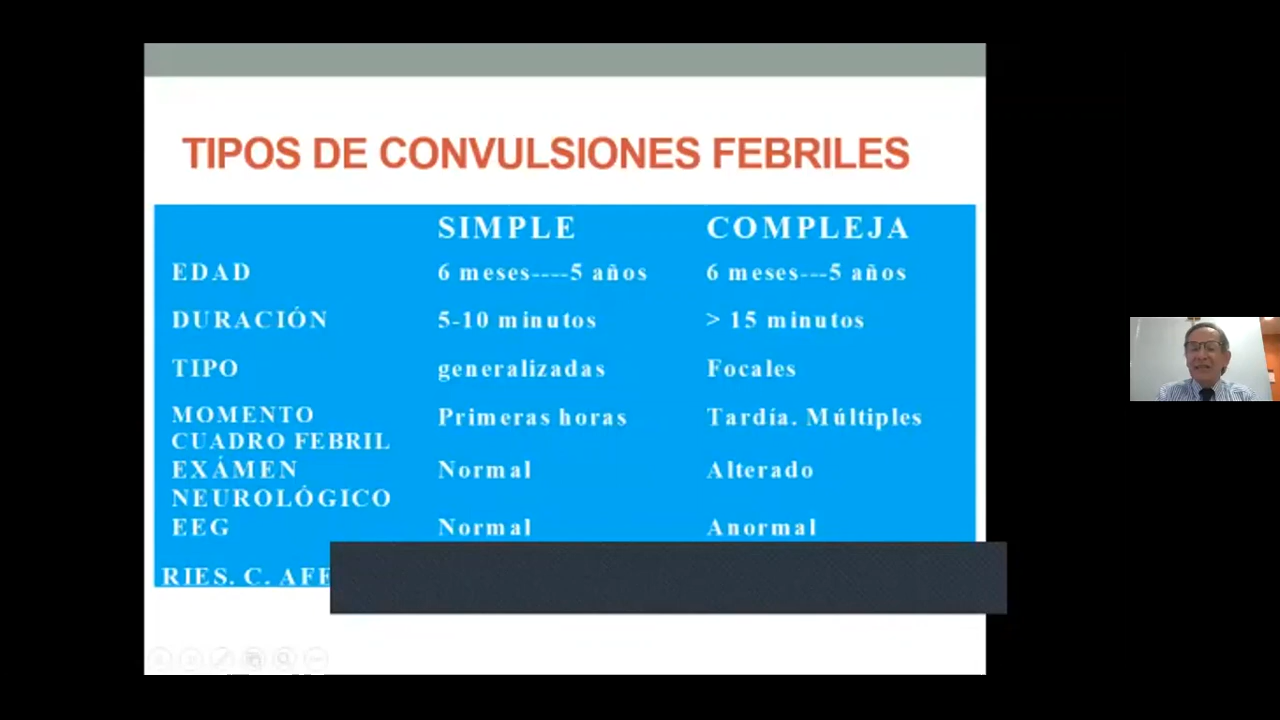 TIPOS DE CONVULSIONES FEBRILES
SIMPLE COMPLEJA
EDAD 6 meses----5 años 6 meses---5 años
DURACIÓN 5-10 minutos > 15 minutos
TIPO generalizadas Focales
MOMENTO Primeras horas Tardía. Múltiples
CUADRO FEBRIL
EXÁMEN Normal Alterado
NEUROLÓGICO
EEG Normal Anormal
RIES. C.